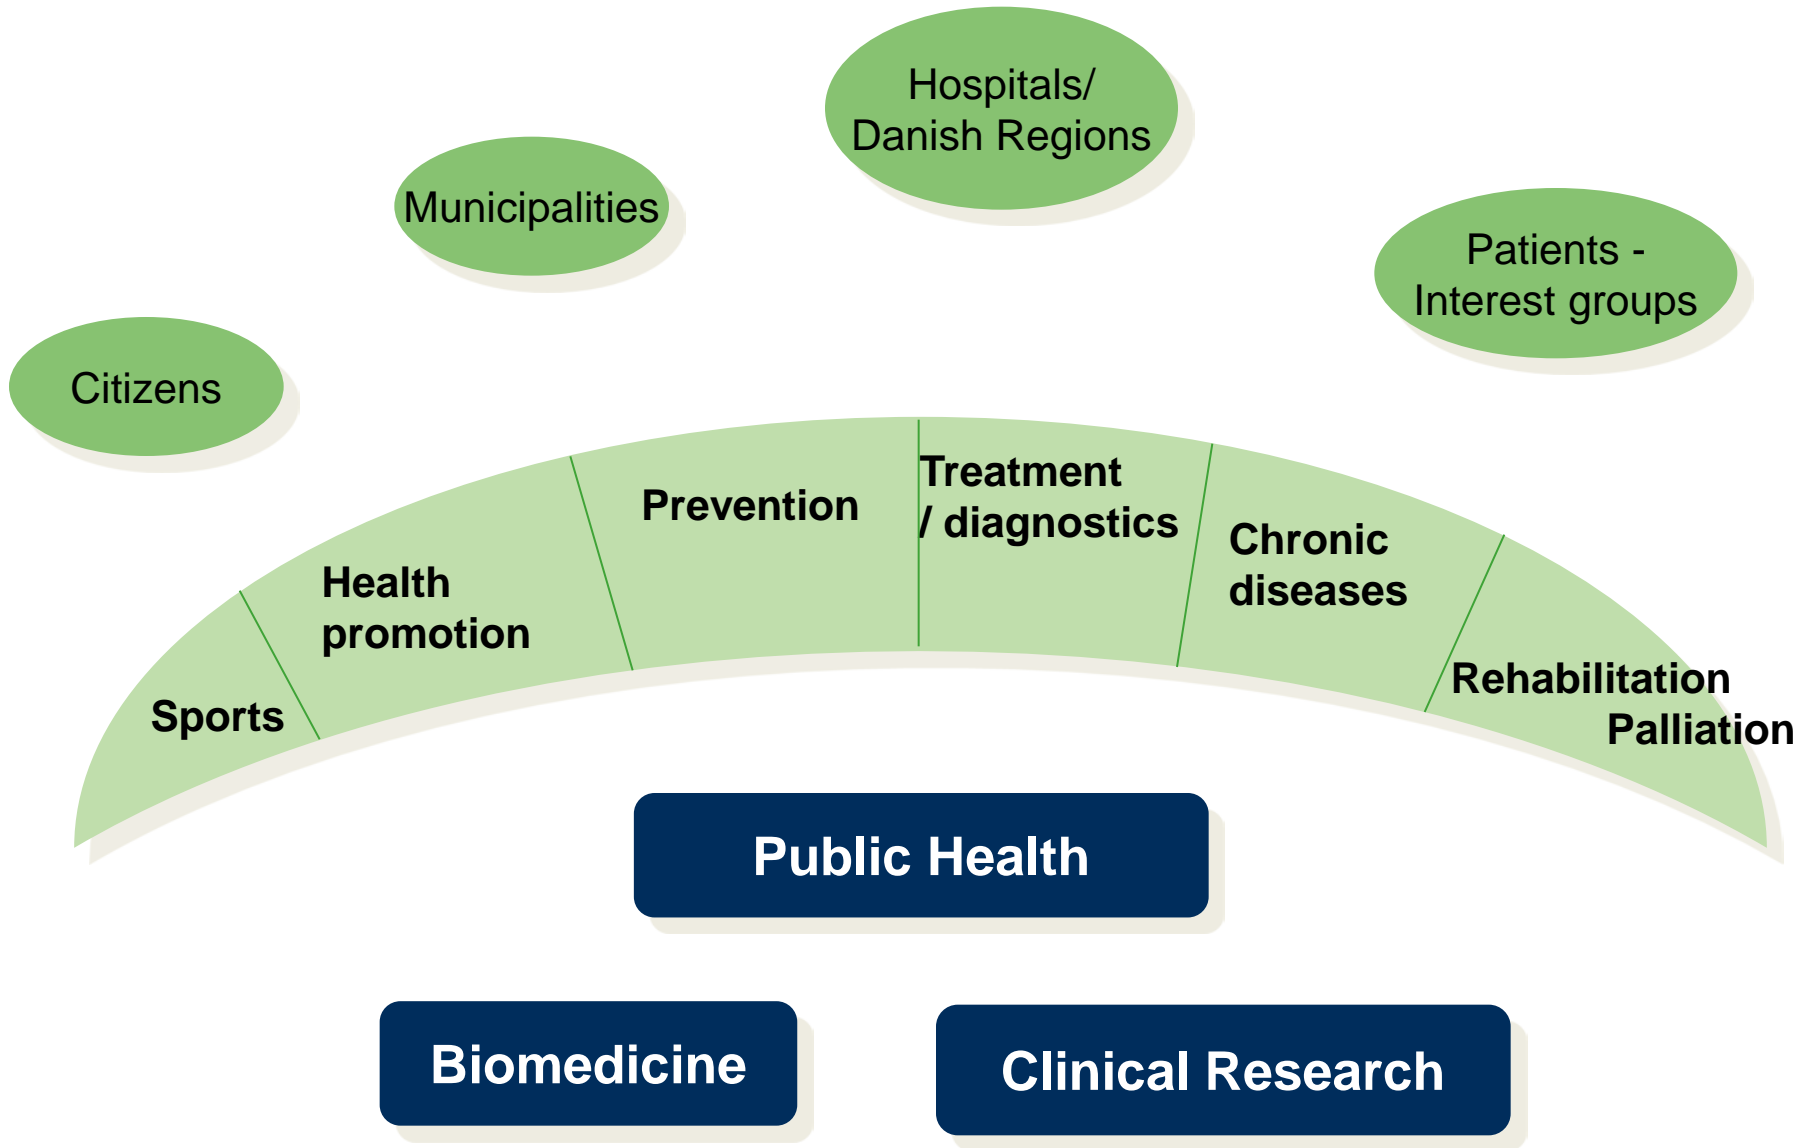 Hospitals/
Danish Regions
Municipalities
Patients -
Interest groups
Citizens
Treatment
/ diagnostics
Prevention
Chronic
diseases
Health
promotion
Rehabilitation
Palliation
Sports
Public Health
Biomedicine
Clinical Research